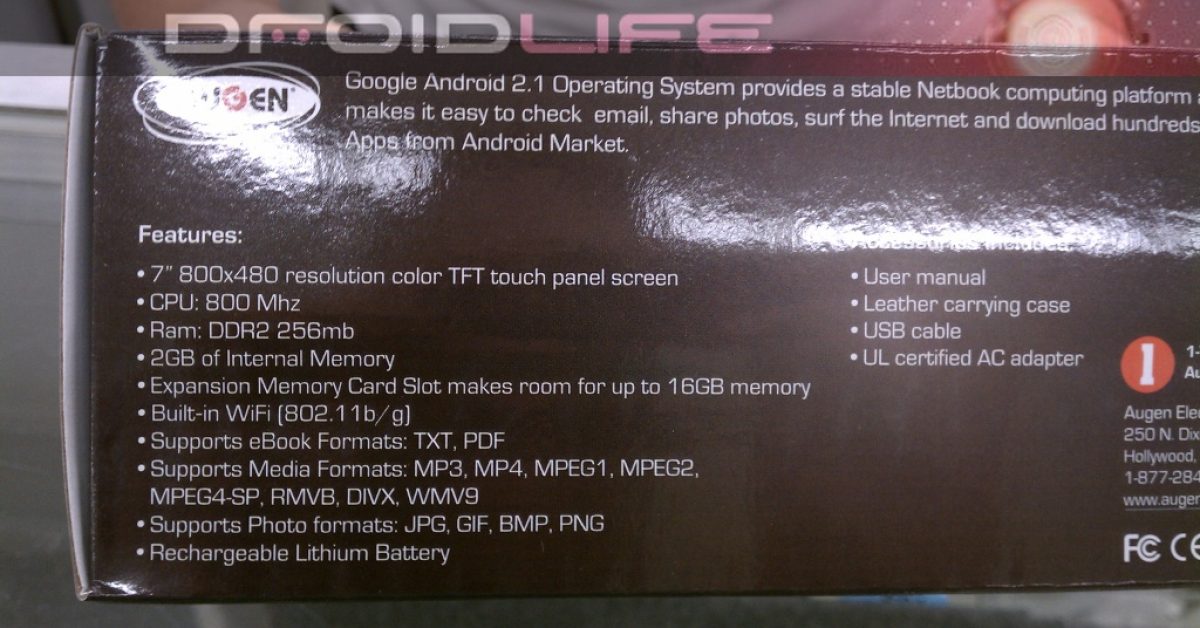 DROIDLIFE
Google Android 2.1 Operating System provides a stable Netbook computing platform
makes it easy to check email, share photos, surf the Internet and download hundreds
Apps from Android Market.
Features:
• 7” 800x480 resolution color TFT touch panel screen
• CPU: 800 Mhz
• Ram: DDR2 256mb
• 2GB of Internal Memory
• Expansion Memory Card Slot makes room for up to 16GB memory
• Built-in WiFi (802.11b/g)
• Supports eBook Formats: TXT, PDF
• Supports Media Formats: MP3, MP4, MPEG1, MPEG2,
MPEG4-SP, RMVB, DIVX, WMV9
• Supports Photo formats: JPG, GIF, BMP, PNG
• Rechargeable Lithium Battery
Accessories Included:
• User manual
• Leather carrying case
• USB cable
• UL certified AC adapter
1
1-
Augen
250 N.
Hollywood,
1-877-284
www.augen
FC CE